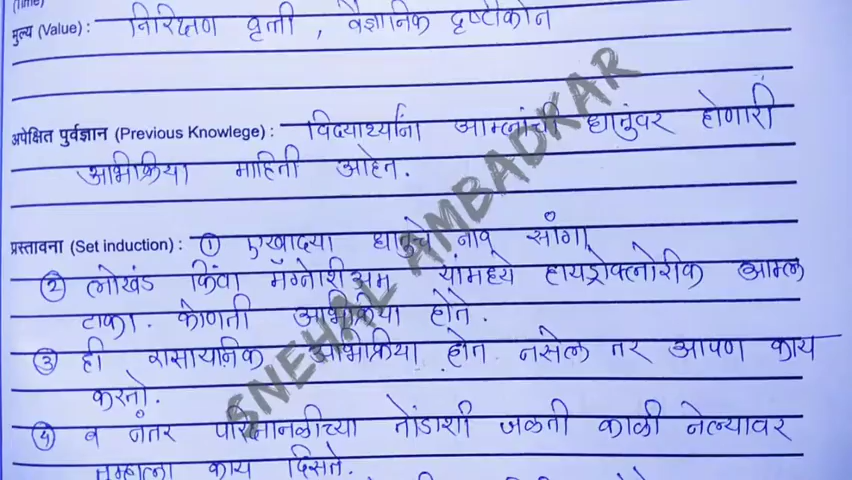 (Time)
मुल्य (Value) : निरिक्षण वृत्ती , वैज्ञानिक दृष्टीकोन
अपेक्षित पुर्वज्ञान (Previous Knowlege) : विद्यार्थ्यांना आम्लांची धातुंवर होणारी
अभिक्रिया माहिती आहेत.
प्रस्तावना (Set induction) : ① एखाद्या धातुचे नाव सांगा
② लोखंड किंवा मॅग्नेशीअम यांमध्ये हायड्रोक्लोरीक आम्ल
टाका. कोणती अभिक्रिया होते.
③ ही रासायनिक अभिक्रिया होत नसेल तर आपण काय
करतो.
④ व नंतर परिक्षानळीच्या तोंडाशी जळती काळी नेल्यावर
तुम्हाला काय दिसते.
SNEHAL AMBADKAR